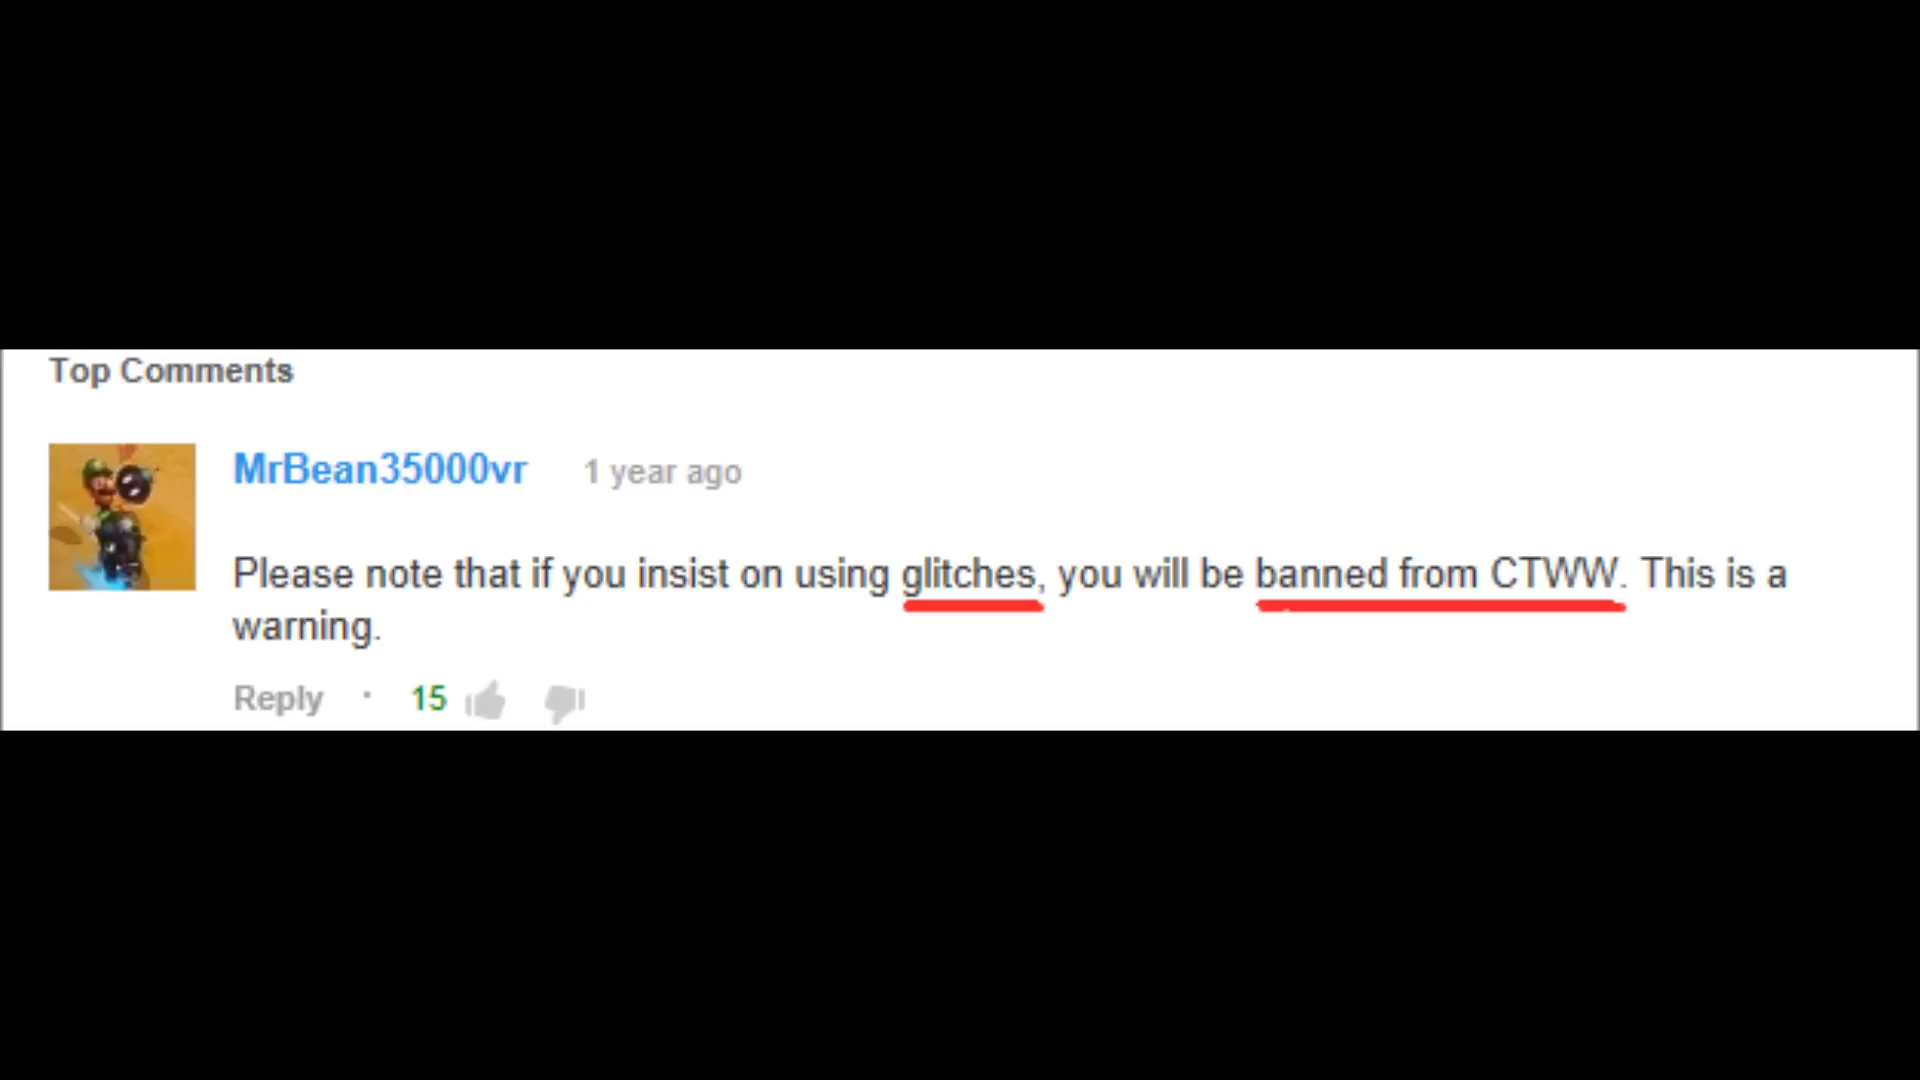 Top Comments
MrBean35000vr 1 year ago
Please note that if you insist on using glitches, you will be banned from CTWW. This is a
warning.
Reply · 15